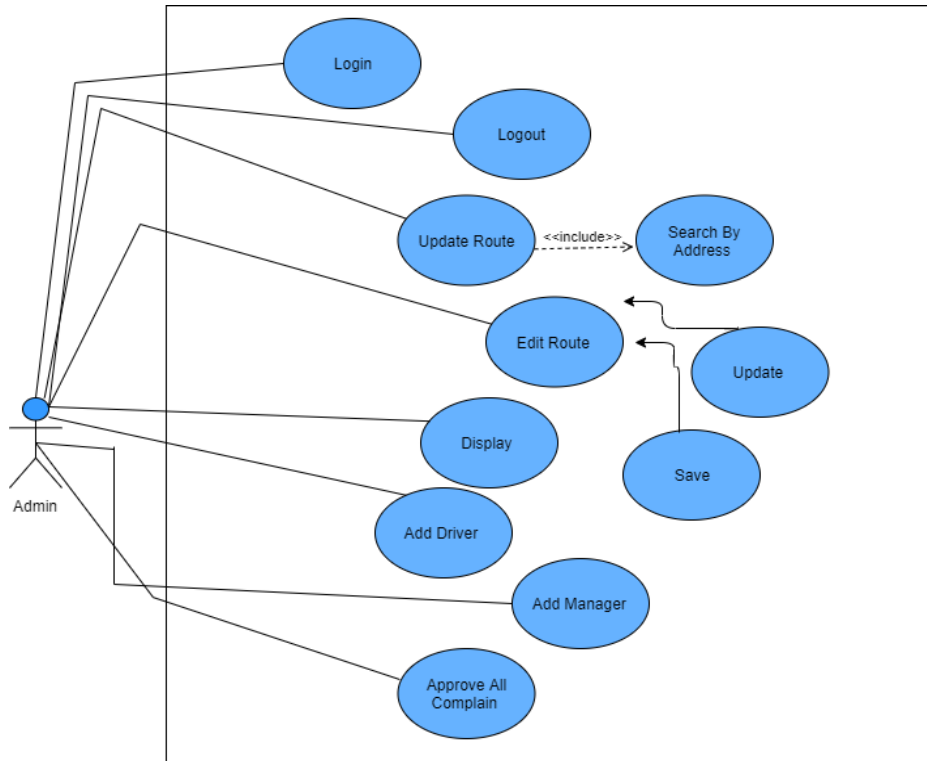 Login
Logout
Update Route
<<include>>
Search By
Address
Edit Route
Update
Display
Save
Admin
Add Driver
Add Manager
Approve All
Complain